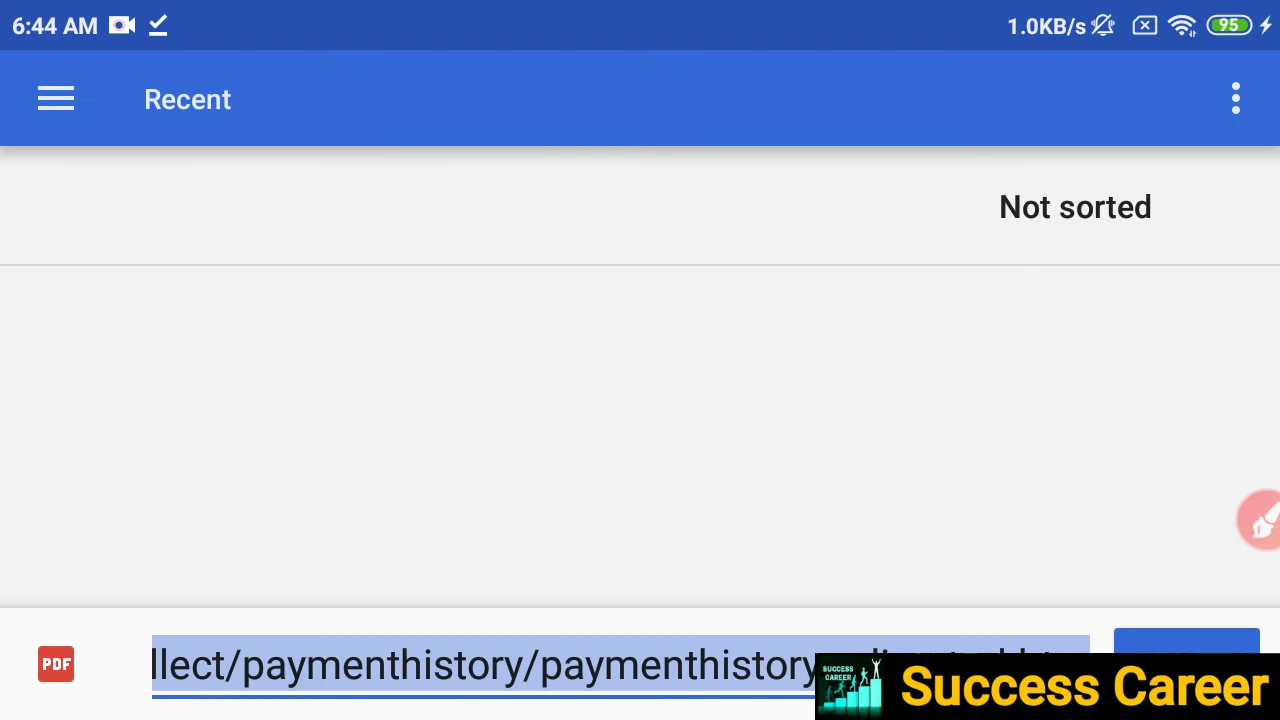 6:44 AM
1.0KB/s
95
Recent
Not sorted
PDF
llect/paymenthistory/paymenthistory
SUCCESS
CAREER
Success Career